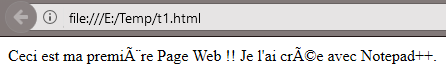 file:///E:/Temp/t1.html
Ceci est ma premiÃ¨re Page Web !! Je l'ai crÃ©e avec Notepad++.